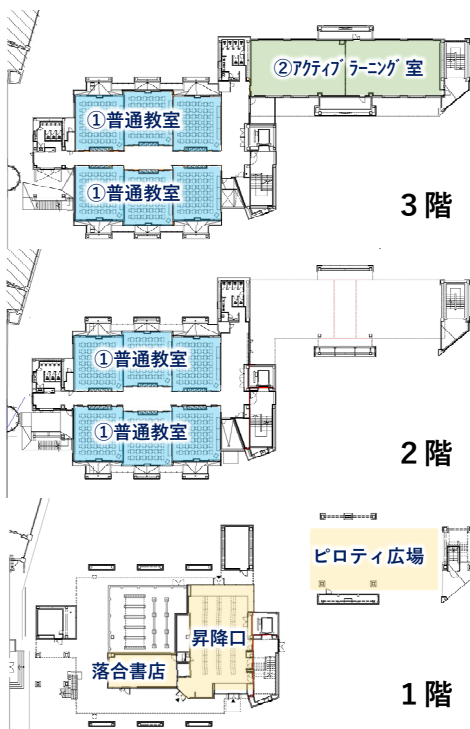 ②アクティブ ラーニング 室
①普通教室
①普通教室
3階
①普通教室
①普通教室
2階
ピロティ広場
昇降口
落合書店
1階